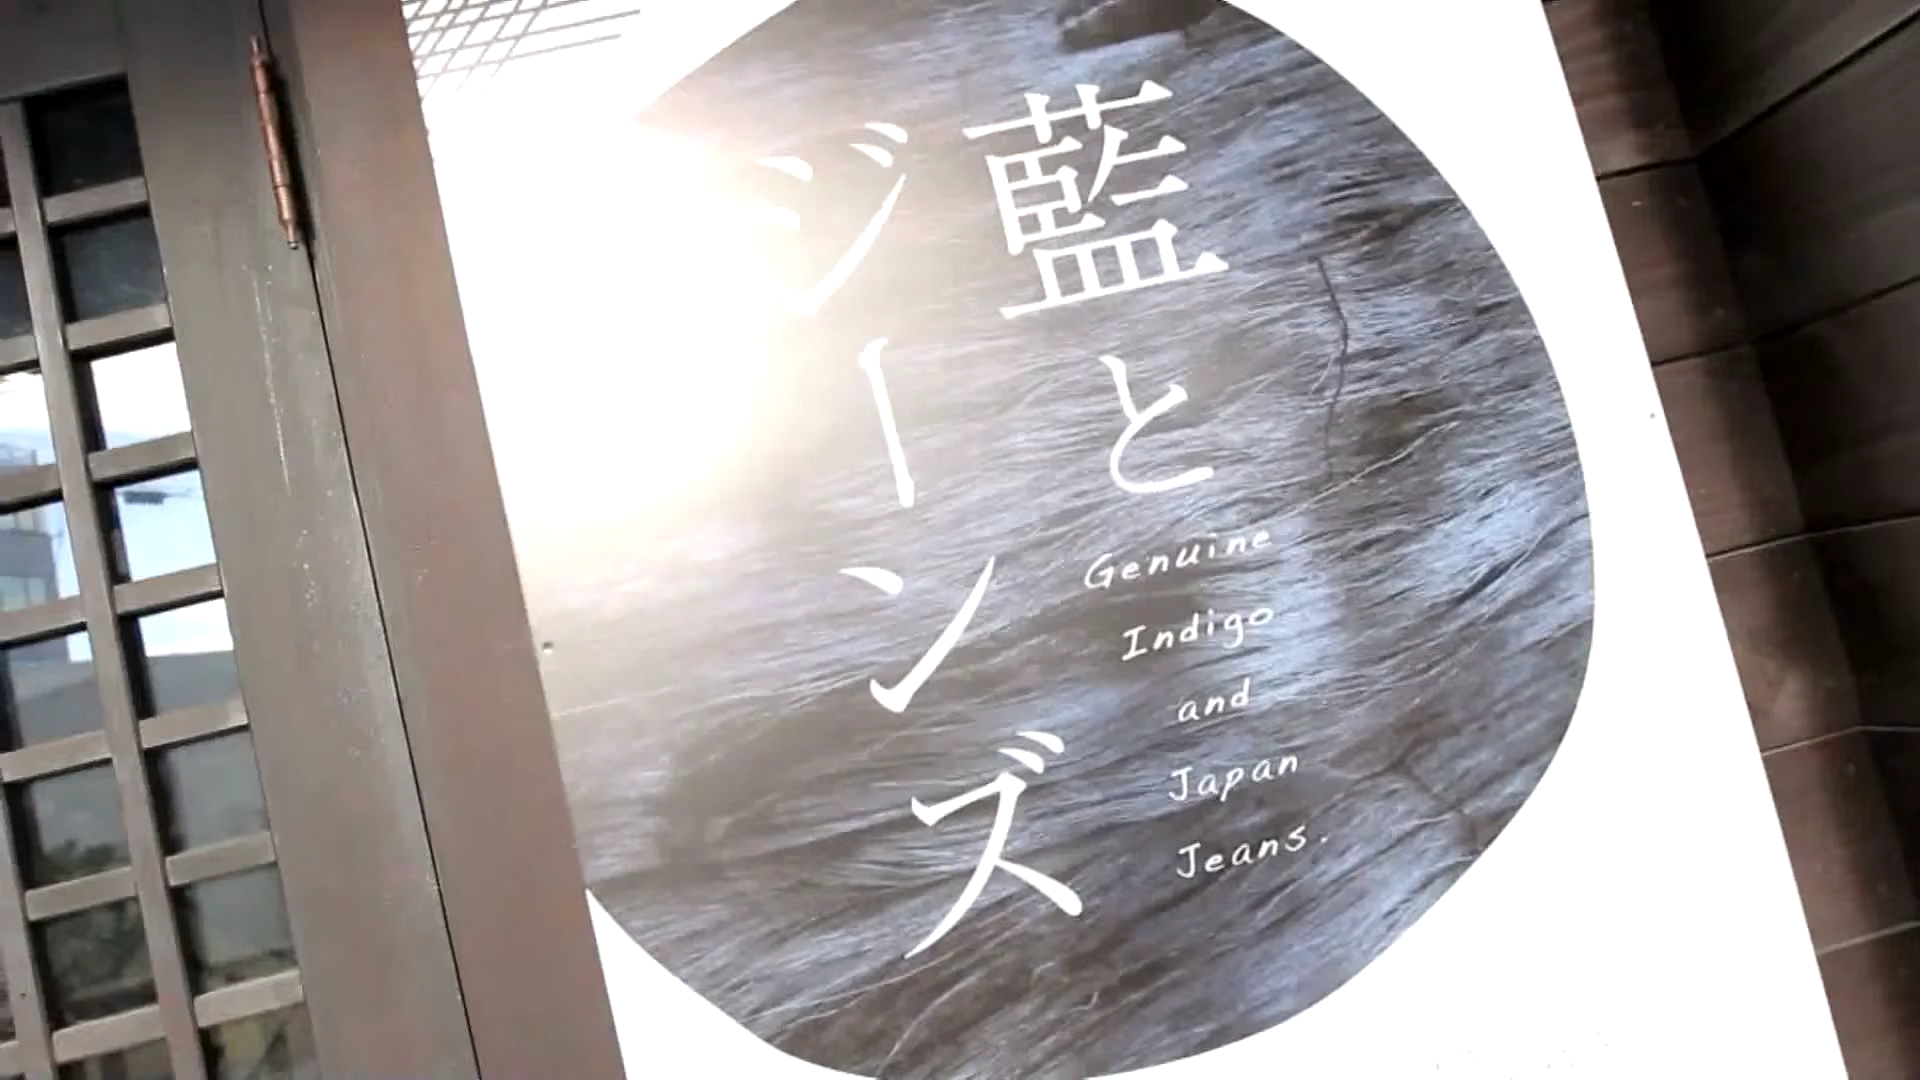 藍と
ジーンズ
Genuine
Indigo
and
Japan
Jeans.